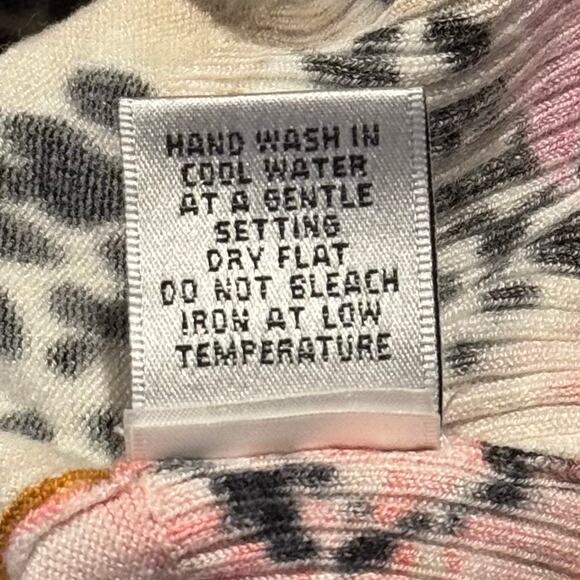 HAND WASH IN
COOL WATER
AT A GENTLE
SETTING
DRY FLAT
DO NOT BLEACH
IRON AT LOW
TEMPERATURE